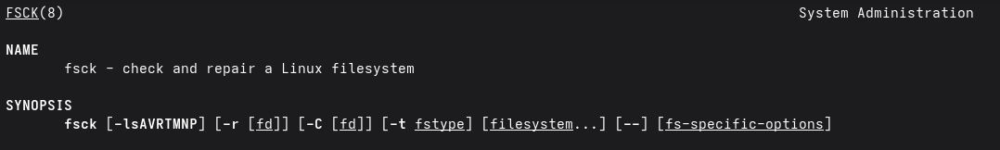 FSCK(8) System Administration
NAME
fsck - check and repair a Linux filesystem
SYNOPSIS
fsck [-lsAVRTMNP] [-r [fd]] [-C [fd]] [-t fstype] [filesystem...] [--] [fs-specific-options]